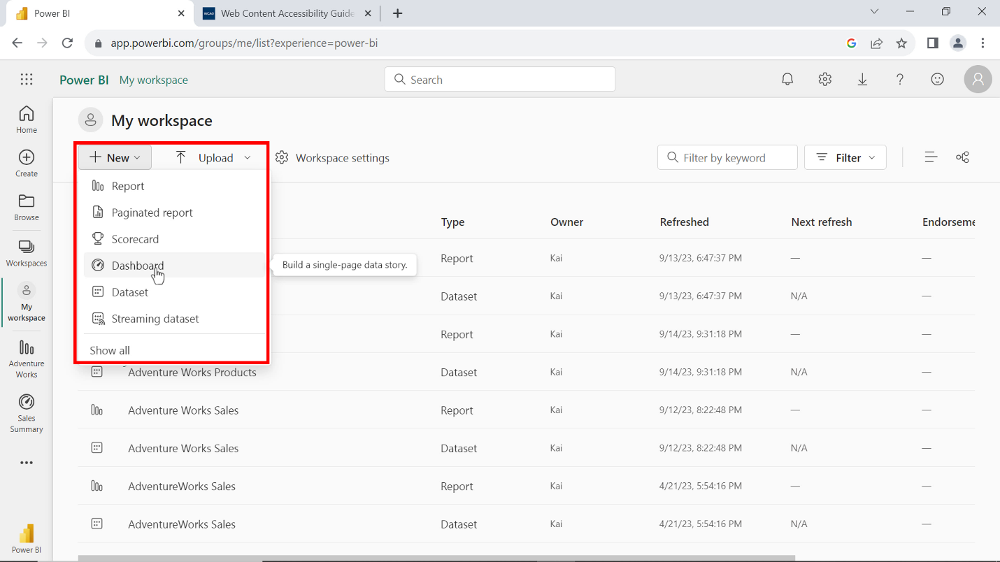 Power BI
Web Content Accessibility Guide
app.powerbi.com/groups/me/list?experience=power-bi
Power BI My workspace
Search
Home
Create
Browse
Workspaces
My
workspace
Adventure
Works
Sales
Summary
Power BI
My workspace
New
Upload
Workspace settings
Filter by keyword
Filter
Report
Paginated report
Scorecard
Dashboard
Build a single-page data story.
Dataset
Streaming dataset
Show all
Type Owner Refreshed Next refresh Endorseme
Report Kai 9/13/23, 6:47:37 PM —  —
Dataset Kai 9/13/23, 6:47:37 PM N/A —
Report Kai 9/14/23, 9:31:18 PM — —
Adventure Works Products Dataset Kai 9/14/23, 9:31:18 PM N/A —
Adventure Works Sales Report Kai 9/12/23, 8:22:48 PM — —
Adventure Works Sales Dataset Kai 9/12/23, 8:22:48 PM N/A —
AdventureWorks Sales Report Kai 4/21/23, 5:54:16 PM — —
AdventureWorks Sales Dataset Kai 4/21/23, 5:54:16 PM N/A —